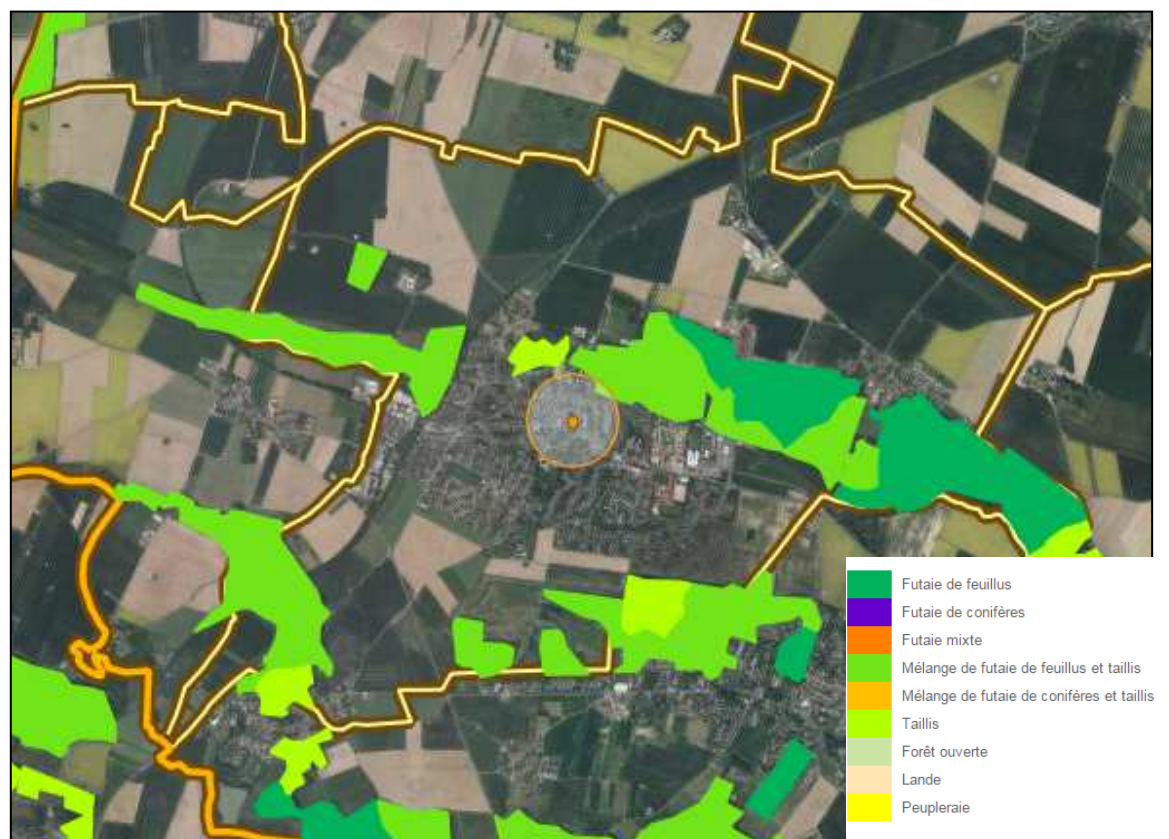 Futaie de feuillus
Futaie de conifères
Futaie mixte
Mélange de futaie de feuillus et taillis
Mélange de futaie de conifères et taillis
Taillis
Forêt ouverte
Lande
Peupleraie